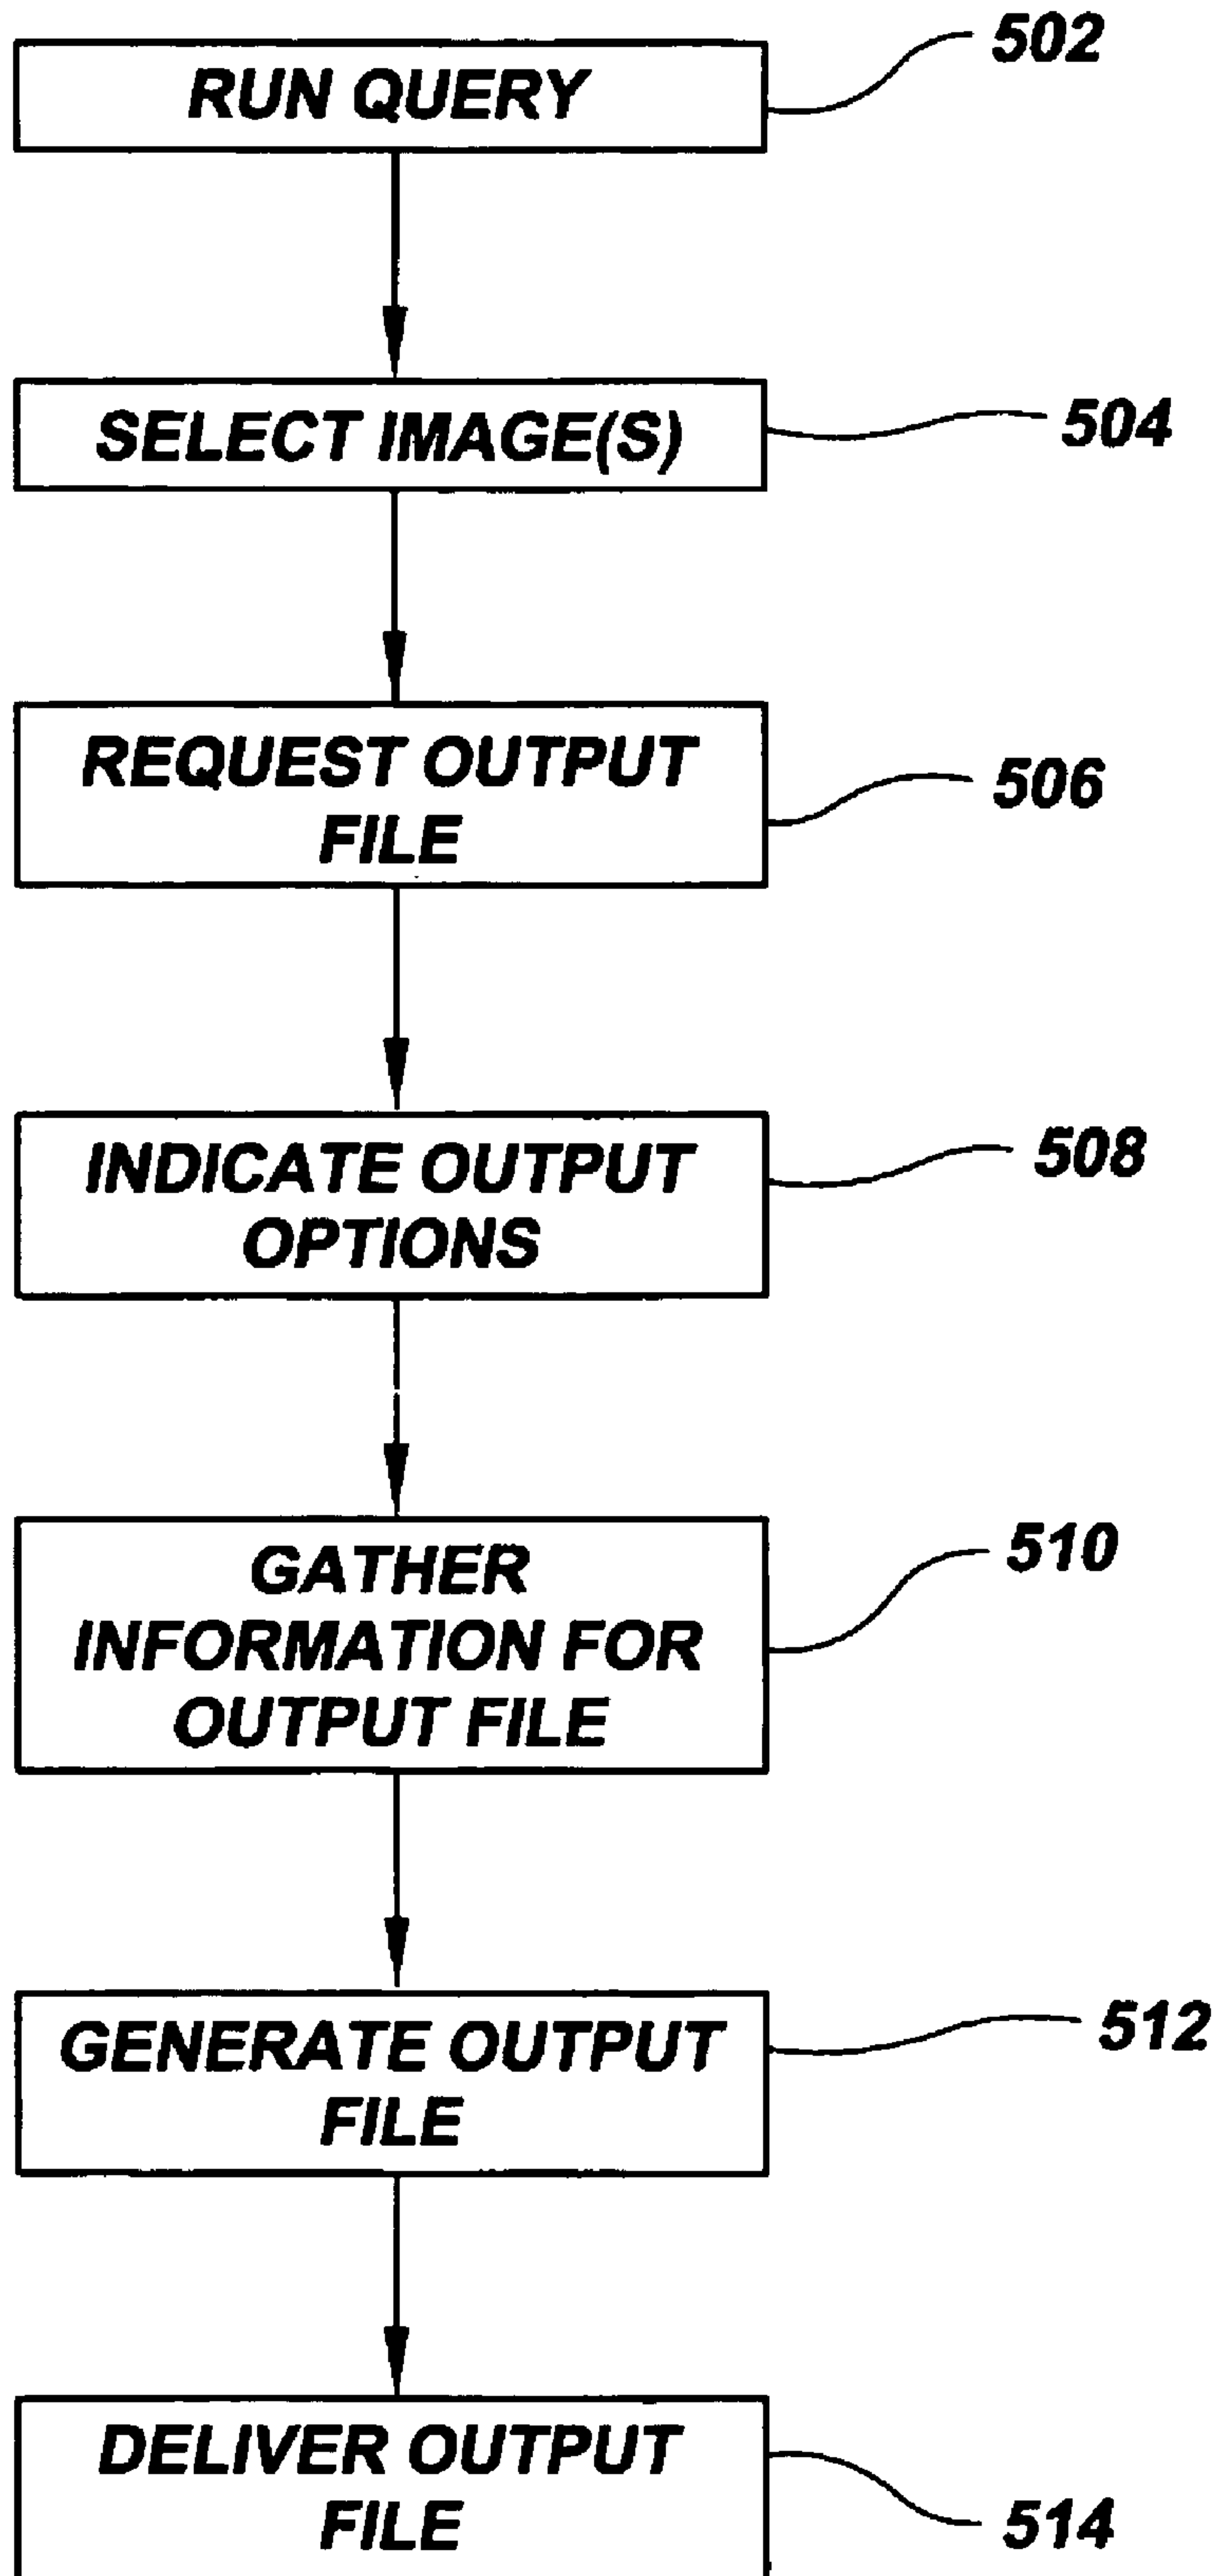 RUN QUERY
502
SELECT IMAGE(S)
504
REQUEST OUTPUT
FILE
506
INDICATE OUTPUT
OPTIONS
508
GATHER
INFORMATION FOR
OUTPUT FILE
510
GENERATE OUTPUT
FILE
512
DELIVER OUTPUT
FILE
514